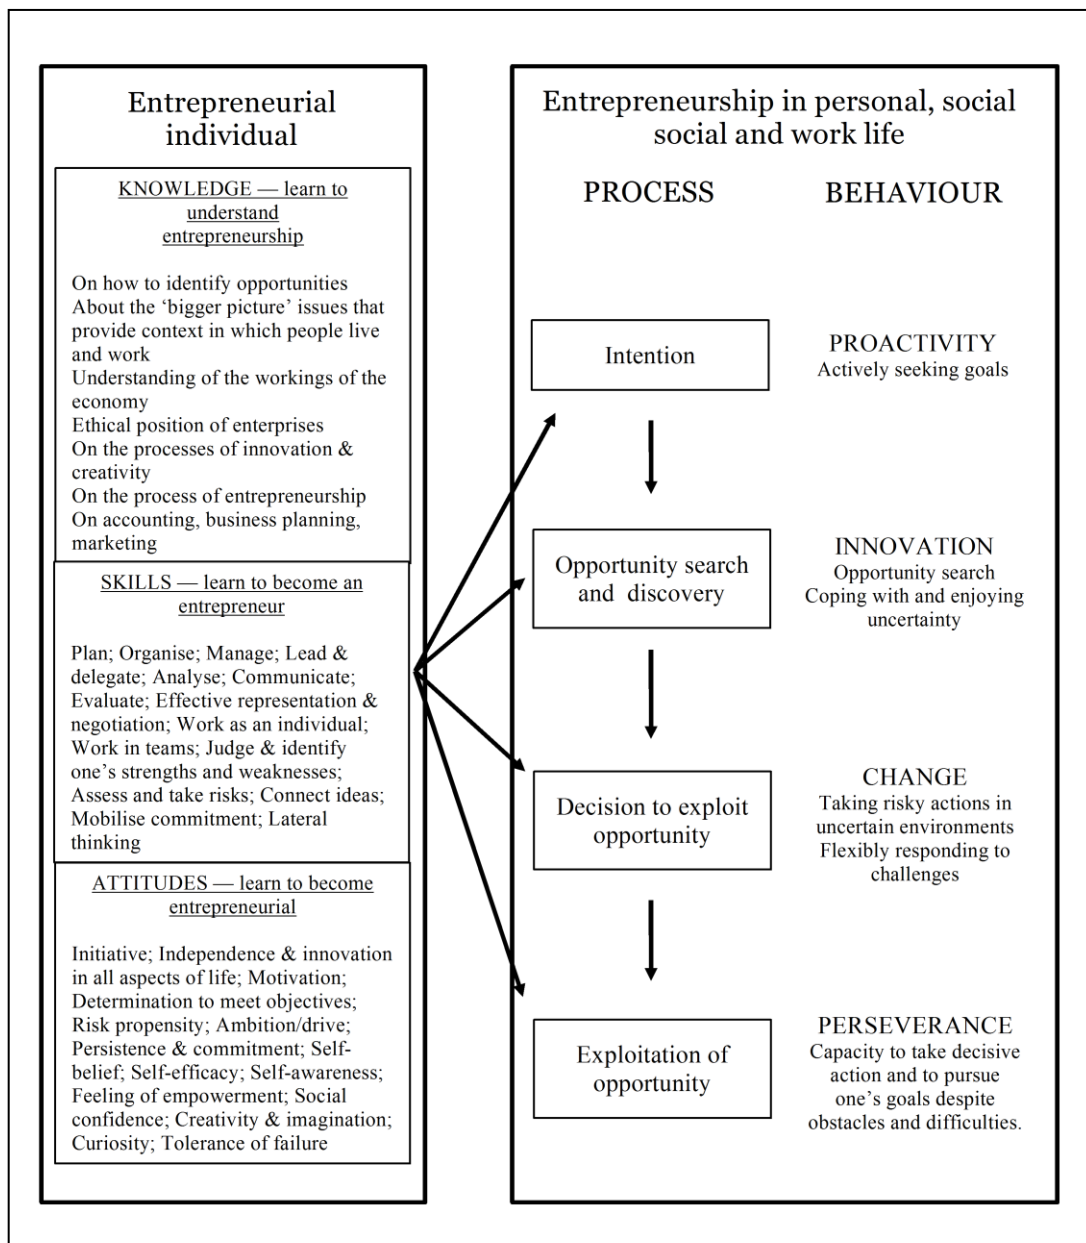 Entrepreneurial
individual
KNOWLEDGE — learn to
understand
entrepreneurship
On how to identify opportunities
About the ‘bigger picture’ issues that
provide context in which people live
and work
Understanding of the workings of the
economy
Ethical position of enterprises
On the processes of innovation &
creativity
On the process of entrepreneurship
On accounting, business planning,
marketing
SKILLS — learn to become an
entrepreneur
Plan; Organise; Manage; Lead &
delegate; Analyse; Communicate;
Evaluate; Effective representation &
negotiation; Work as an individual;
Work in teams; Judge & identify
one’s strengths and weaknesses;
Assess and take risks; Connect ideas;
Mobilise commitment; Lateral
thinking
ATTITUDES — learn to become
entrepreneurial
Initiative; Independence & innovation
in all aspects of life; Motivation;
Determination to meet objectives;
Risk propensity; Ambition/drive;
Persistence & commitment; Self-
belief; Self-efficacy; Self-awareness;
Feeling of empowerment; Social
confidence; Creativity & imagination;
Curiosity; Tolerance of failure
Entrepreneurship in personal, social
social and work life
PROCESS
BEHAVIOUR
Intention
PROACTIVITY
Actively seeking goals
Opportunity search
and discovery
INNOVATION
Opportunity search
Coping with and enjoying
uncertainty
Decision to exploit
opportunity
CHANGE
Taking risky actions in
uncertain environments
Flexibly responding to
challenges
Exploitation of
opportunity
PERSEVERANCE
Capacity to take decisive
action and to pursue
one’s goals despite
obstacles and difficulties.